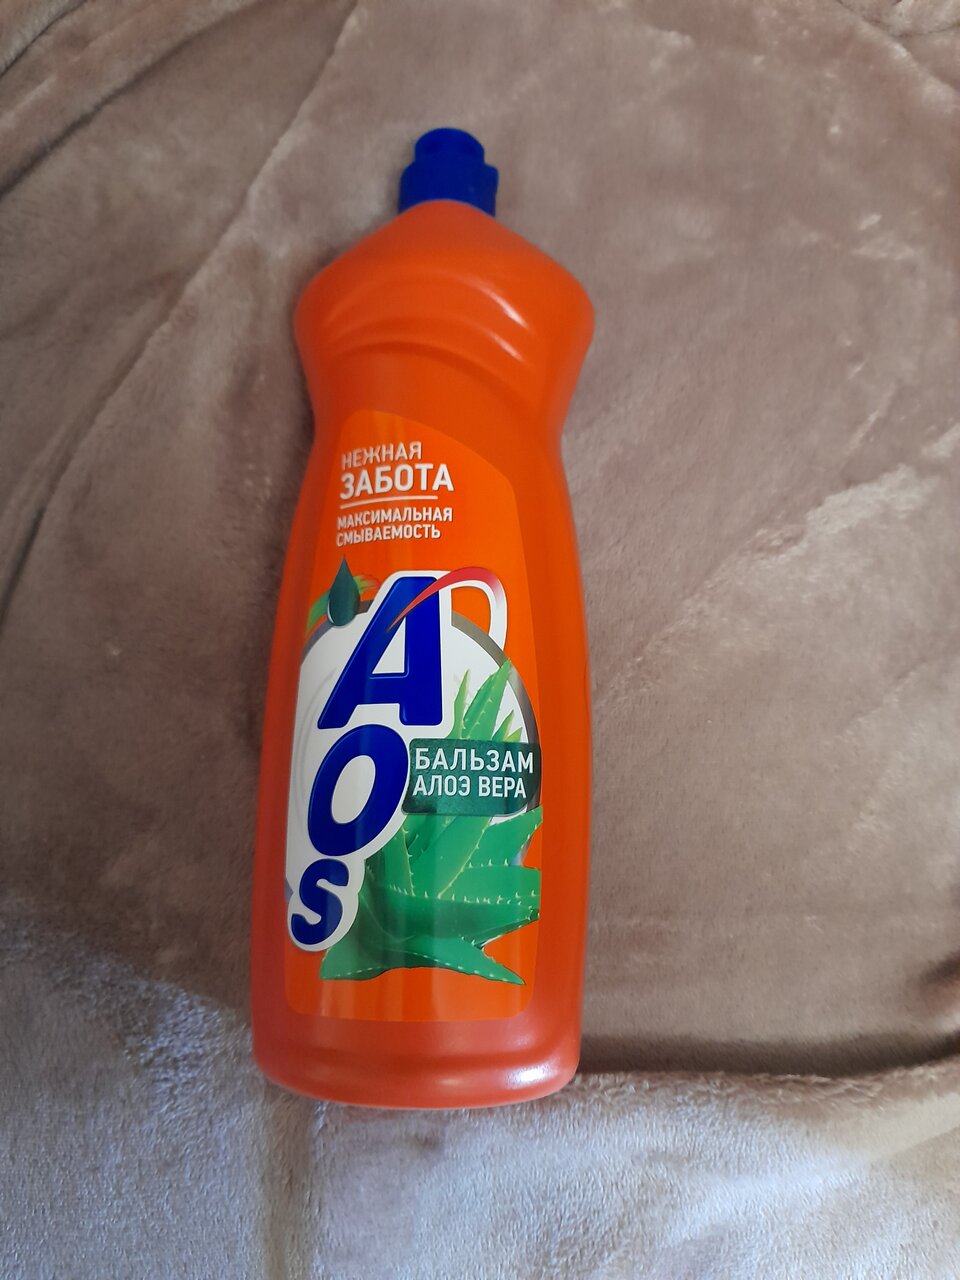 НЕЖНАЯ
ЗАБОТА
МАКСИМАЛЬНАЯ
СМЫВАЕМОСТЬ
AOS
БАЛЬЗАМ
АЛОЭ ВЕРА